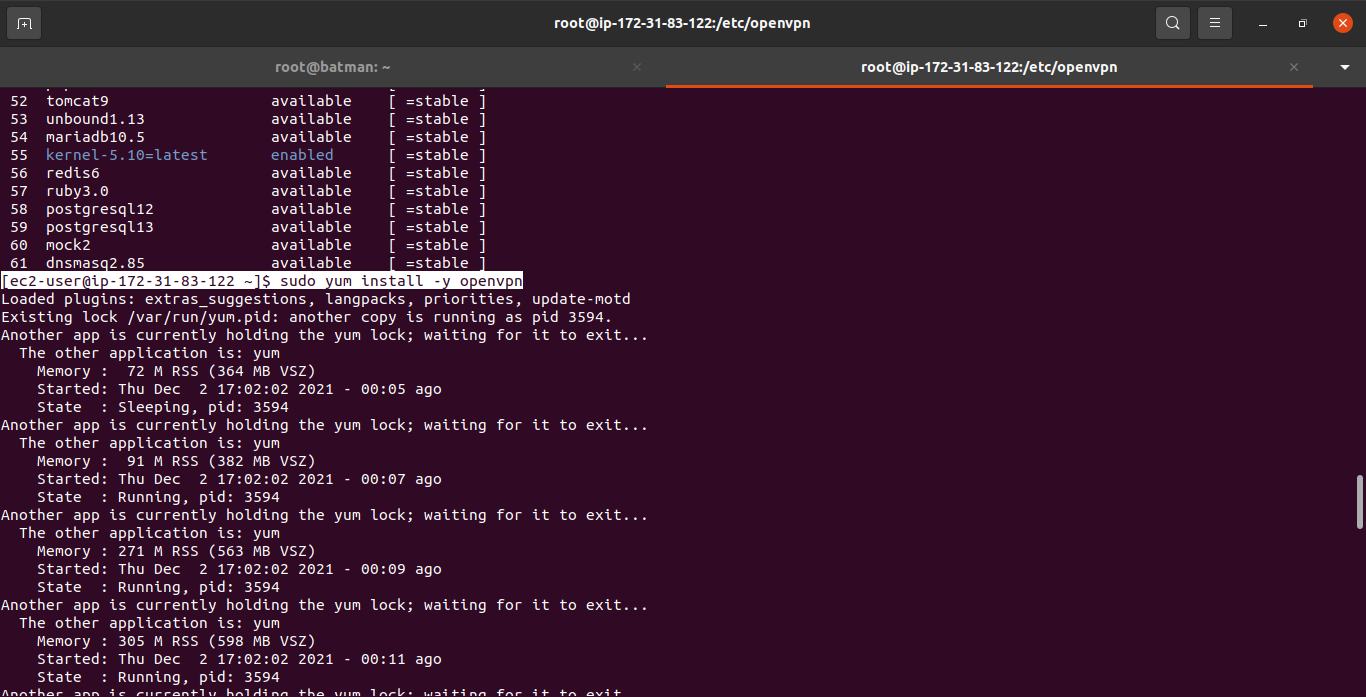 root@ip-172-31-83-122:/etc/openvpn
root@batman: ~
root@ip-172-31-83-122:/etc/openvpn
52 tomcat9 available [ =stable ]
53 unbound1.13 available [ =stable ]
54 mariadb10.5 available [ =stable ]
55 kernel-5.10=latest enabled [ =stable ]
56 redis6 available [ =stable ]
57 ruby3.0 available [ =stable ]
58 postgresql12 available [ =stable ]
59 postgresql13 available [ =stable ]
60 mock2 available [ =stable ]
61 dnsmasq2.85 available [ =stable ]
[ec2-user@ip-172-31-83-122 ~]$ sudo yum install -y openvpn
Loaded plugins: extras_suggestions, langpacks, priorities, update-motd
Existing lock /var/run/yum.pid: another copy is running as pid 3594.
Another app is currently holding the yum lock; waiting for it to exit...
The other application is: yum
Memory :  72 M RSS (364 MB VSZ)
Started: Thu Dec  2 17:02:02 2021 - 00:05 ago
State  : Sleeping, pid: 3594
Another app is currently holding the yum lock; waiting for it to exit...
The other application is: yum
Memory :  91 M RSS (382 MB VSZ)
Started: Thu Dec  2 17:02:02 2021 - 00:07 ago
State  : Running, pid: 3594
Another app is currently holding the yum lock; waiting for it to exit...
The other application is: yum
Memory : 271 M RSS (563 MB VSZ)
Started: Thu Dec  2 17:02:02 2021 - 00:09 ago
State  : Running, pid: 3594
Another app is currently holding the yum lock; waiting for it to exit...
The other application is: yum
Memory : 305 M RSS (598 MB VSZ)
Started: Thu Dec  2 17:02:02 2021 - 00:11 ago
State  : Running, pid: 3594
Another app is currently holding the yum lock; waiting for it to exit